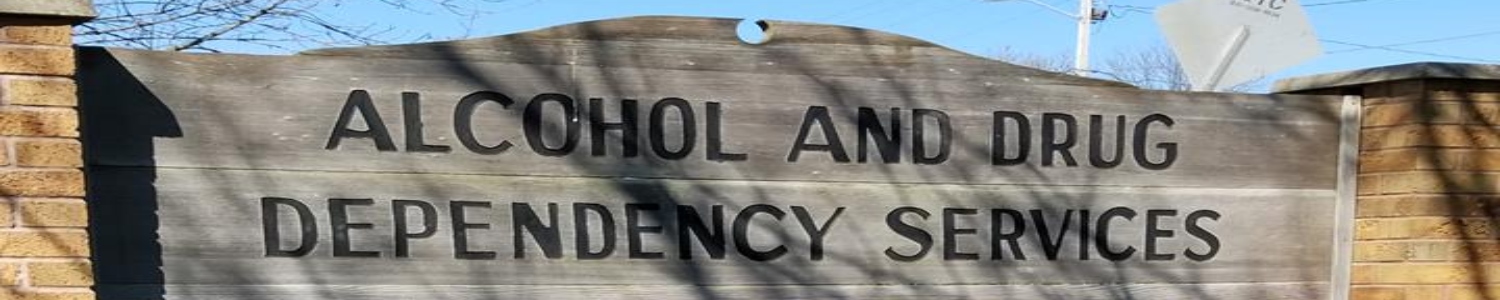 ALCOHOL AND DRUG
DEPENDENCY SERVICES